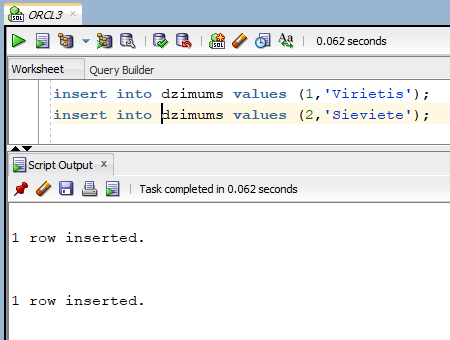 ORCL3
SQL
0.062 seconds
Worksheet
Query Builder
insert into dzimums values (1,'Virietis');
insert into dzimums values (2,'Sieviete');
Script Output
Task completed in 0.062 seconds
1 row inserted.
1 row inserted.